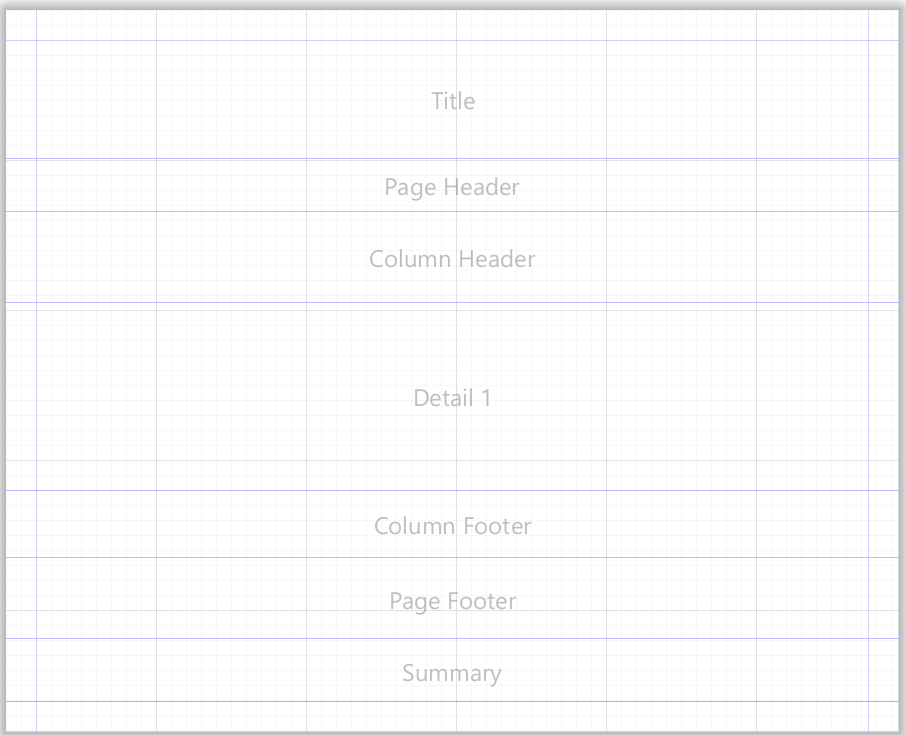 Title
Page Header
Column Header
Detail 1
Column Footer
Page Footer
Summary